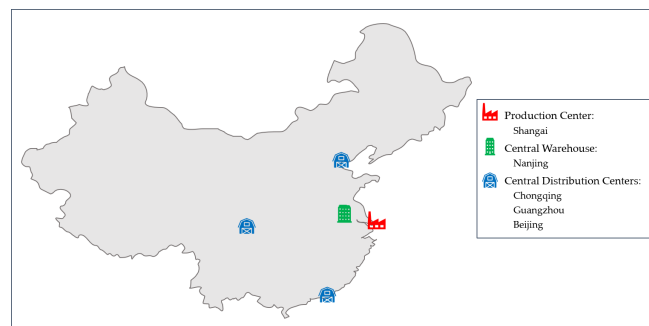 Production Center:
Shangai
Central Warehouse:
Nanjing
Central Distribution Centers:
Chongqing
Guangzhou
Beijing